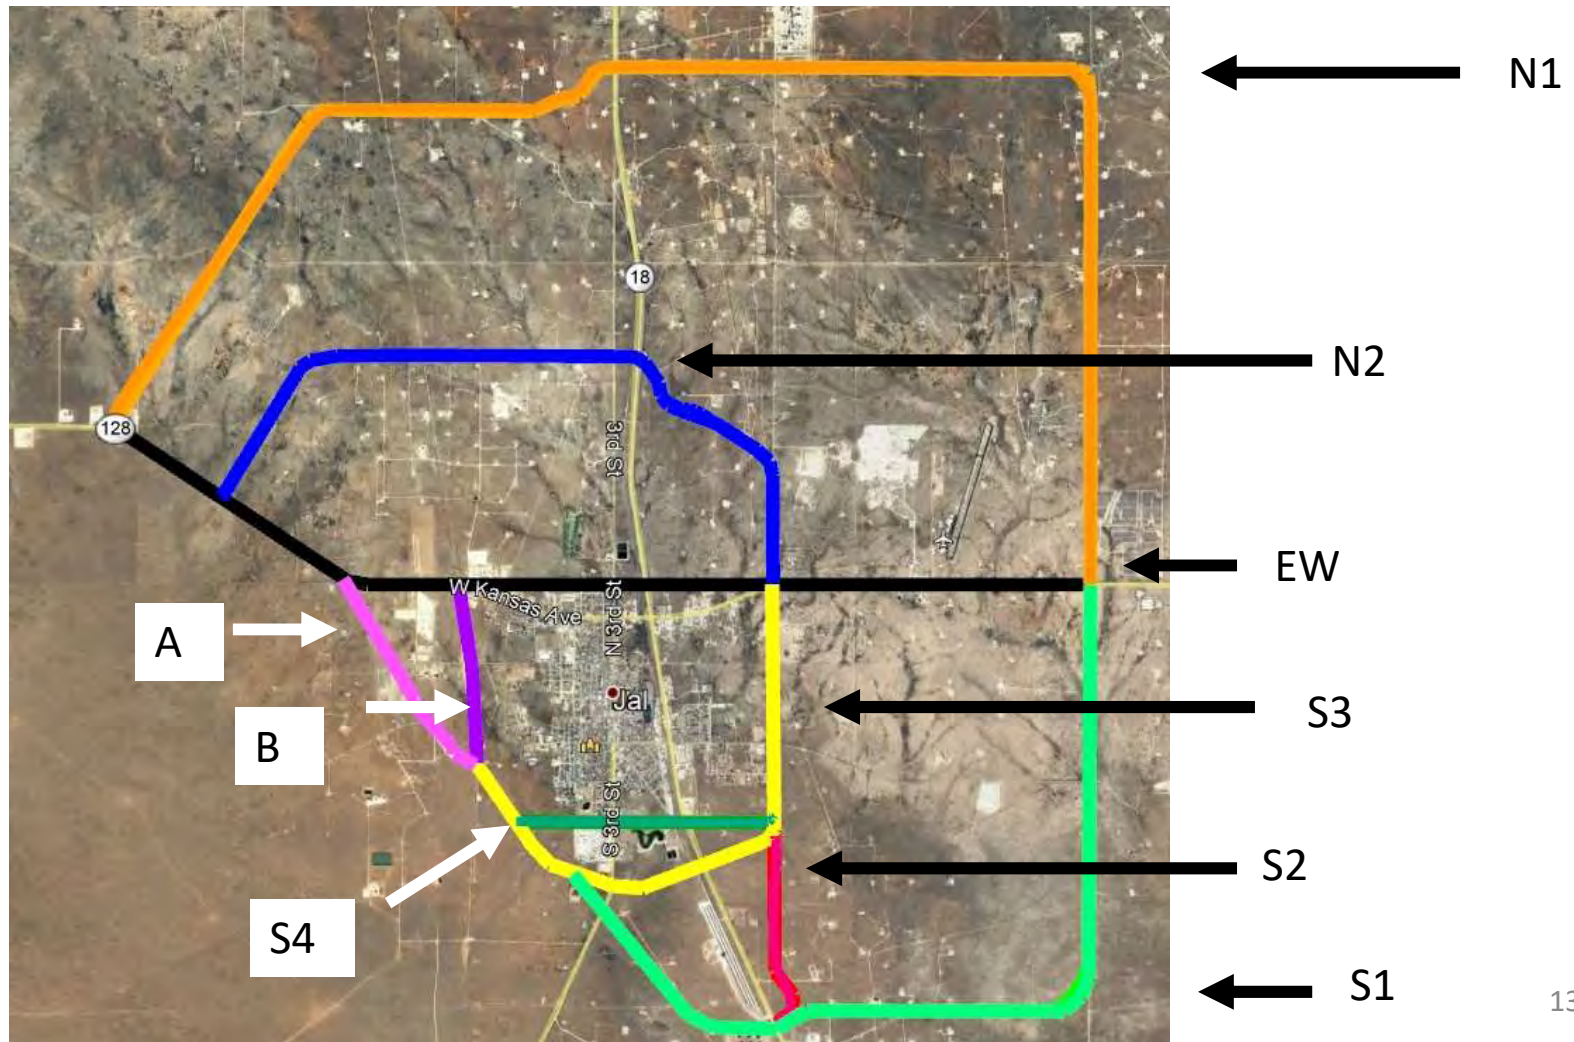 N1
18
N2
128
3rd St
EW
W Kansas Ave
N 3rd St
A
Jal
S3
B
S 3rd St
S2
S4
S1
13